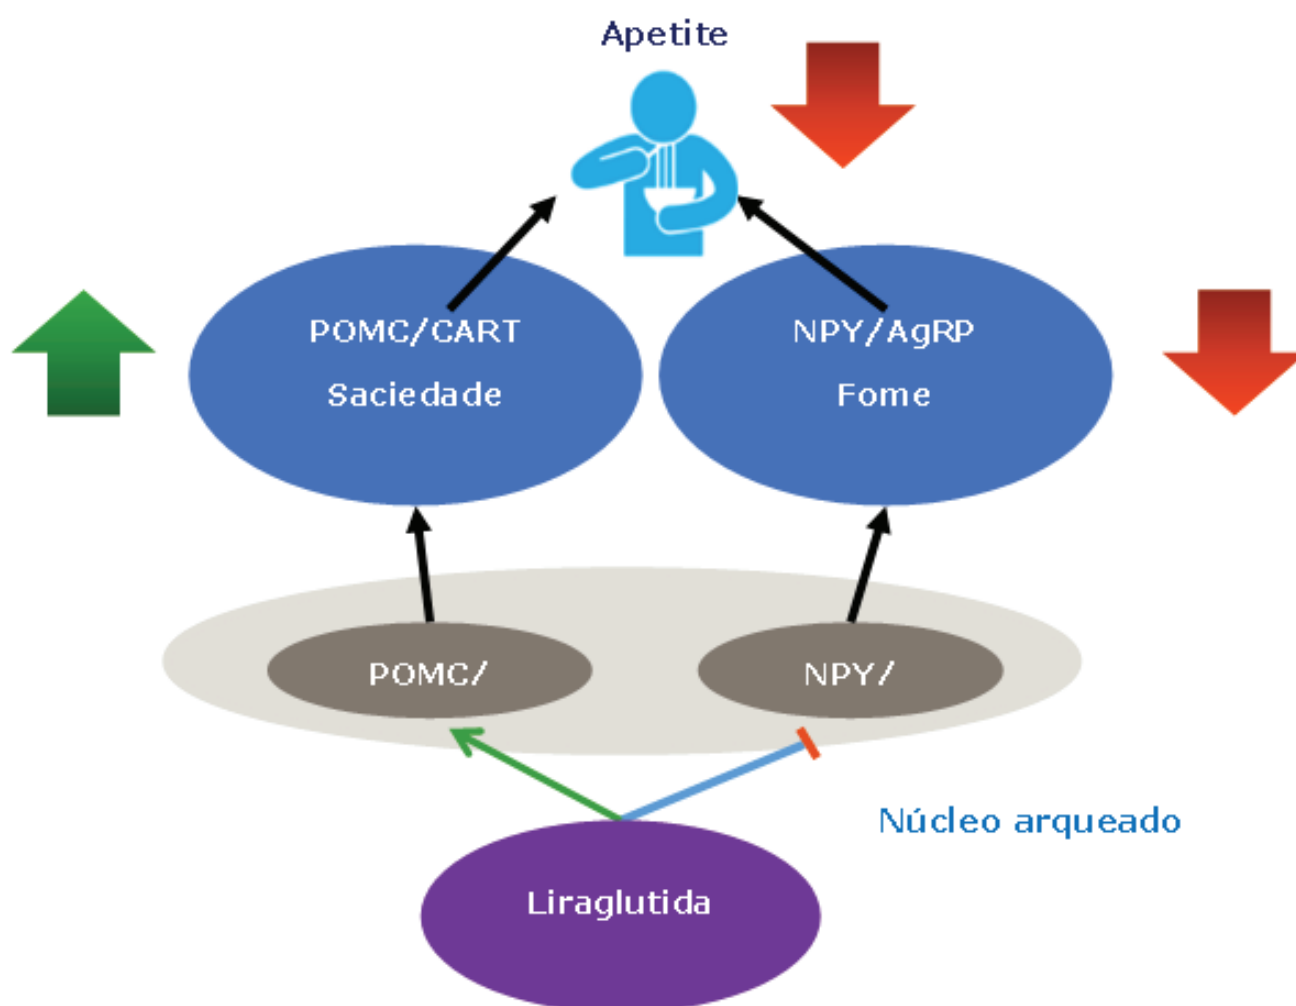 Apetite
POMC/CART
Saciedade
NPY/AgRP
Fome
POMC/
NPY/
Núcleo arqueado
Liraglutida